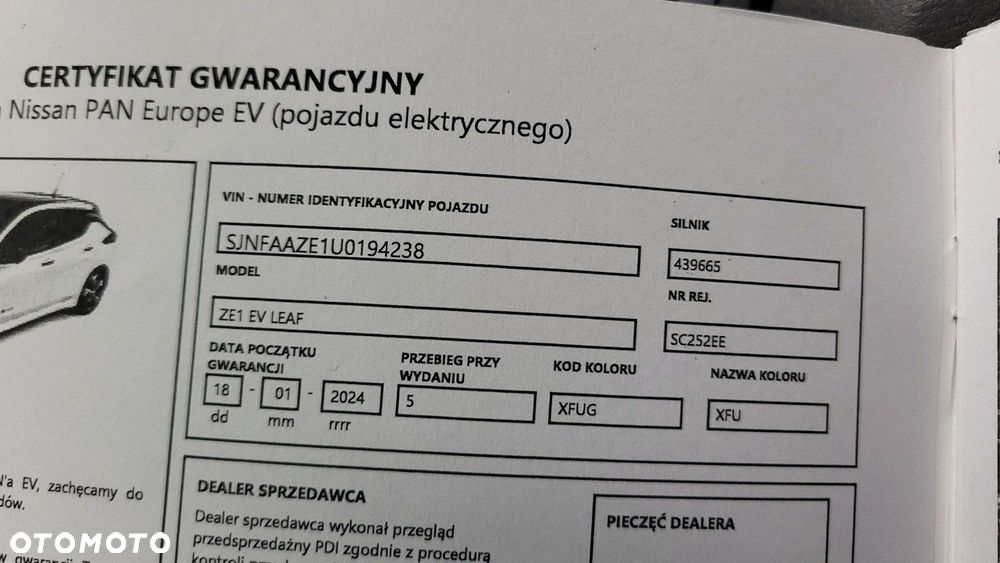 CERTYFIKAT GWARANCYJNY
Nissan PAN Europe EV (pojazdu elektrycznego)
VIN - NUMER IDENTYFIKACYJNY POJAZDU
SJNFAAZE1U0194238
SILNIK
439665
MODEL
ZE1 EV LEAF
NR REJ.
SC252EE
DATA POCZĄTKU
GWARANCJI
18 - 01 - 2024
dd mm rrrr
PRZEBIEG PRZY
WYDANIU
5
KOD KOLORU
XFUG
NAZWA KOLORU
XFU
N'a EV, zachęcamy do
dów.
DEALER SPRZEDAWCA
Dealer sprzedawca wykonał przegląd
przedsprzedażny PDI zgodnie z procedurą
PIECZĘĆ DEALERA
OTOMOTO